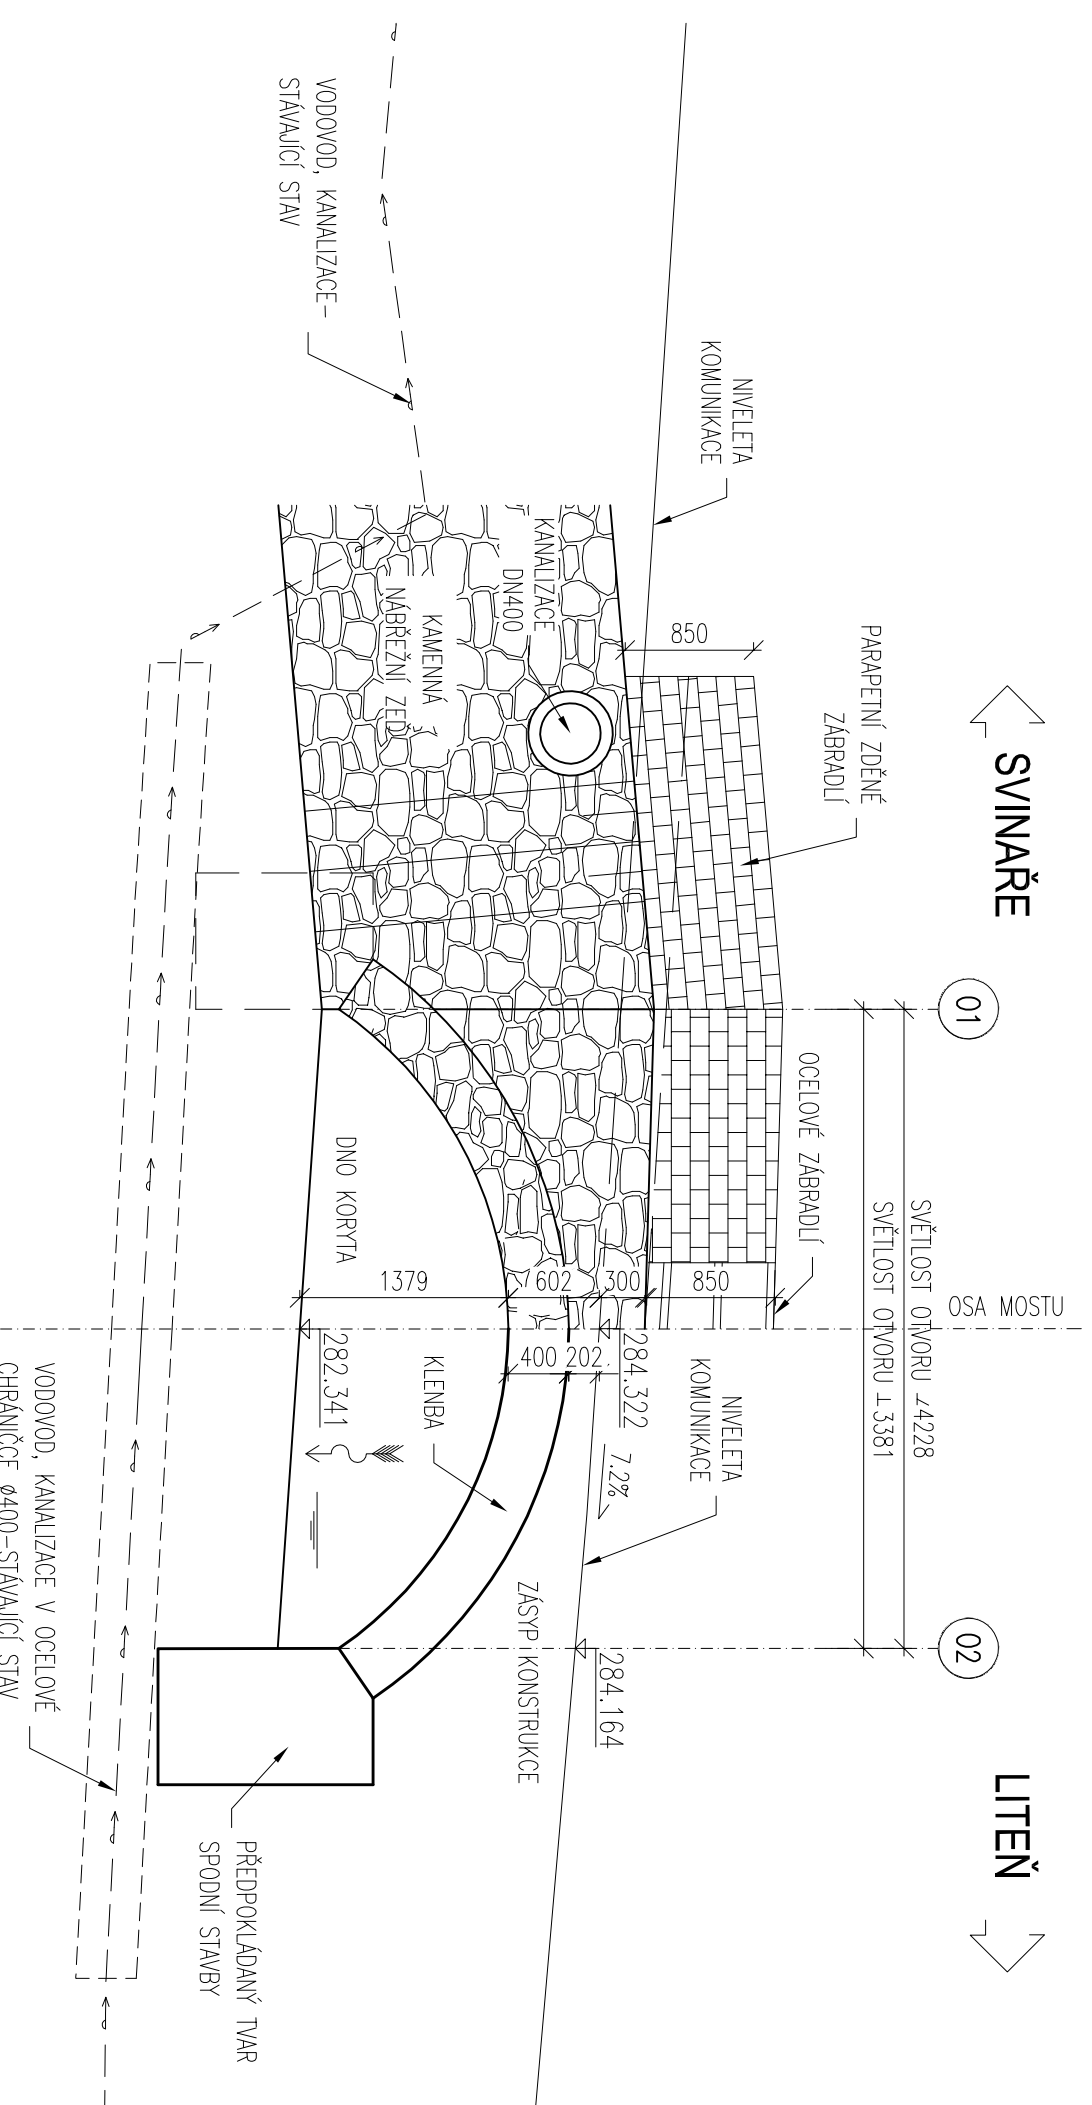 SVINAŘE
LITEŇ
01
02
OSA MOSTU
SVĚTLOST OTVORU ∠4228
SVĚTLOST OTVORU ⊥3381
PARAPETNÍ ZDĚNÉ
ZÁBRADLÍ
OCELOVÉ ZÁBRADLÍ
NIVELETA
KOMUNIKACE
850
850
300
602
1379
400
202
284.322
282.341
7.2%
NIVELETA
KOMUNIKACE
284.164
ZÁSYP KONSTRUKCE
KANALIZACE
DN400
KAMENNÁ
NÁBŘEŽNÍ ZEĎ
KLENBA
DNO KORYTA
VODOVOD, KANALIZACE-
STÁVAJÍCÍ STAV
PŘEDPOKLÁDANÝ TVAR
SPODNÍ STAVBY
VODOVOD, KANALIZACE V OCELOVÉ
CHRÁNIČCE ø400-STÁVAJÍCÍ STAV